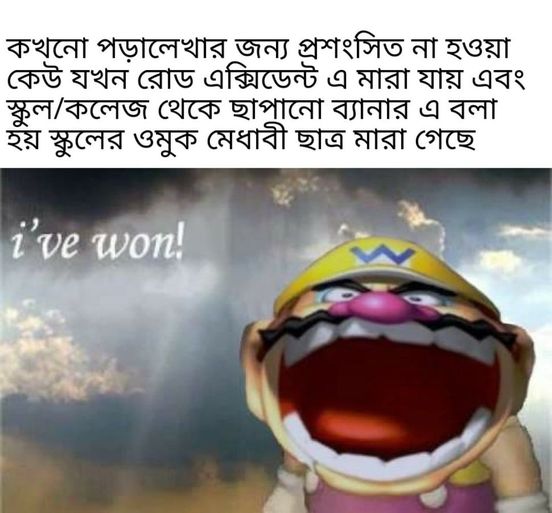 কখনো পড়ালেখার জন্য প্রশংসিত না হওয়া
কেউ যখন রোড এক্সিডেন্ট এ মারা যায় এবং
স্কুল/কলেজ থেকে ছাপানো ব্যানার এ বলা
হয় স্কুলের ওমুক মেধাবী ছাত্র মারা গেছে
i've won!
W